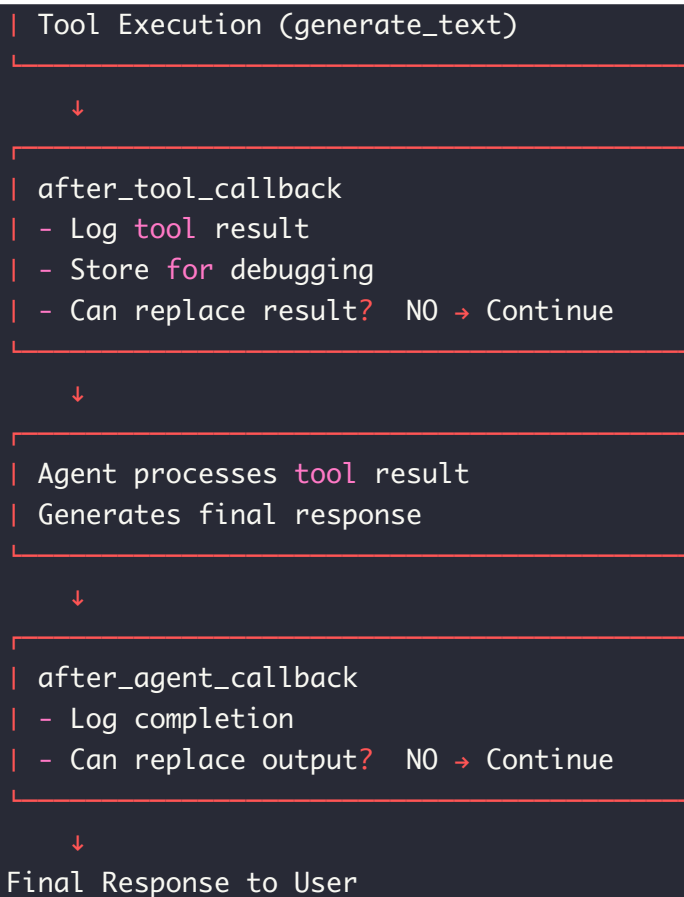 | Tool Execution (generate_text)
↓
| after_tool_callback
| - Log tool result
| - Store for debugging
| - Can replace result?  NO → Continue
↓
| Agent processes tool result
| Generates final response
↓
| after_agent_callback
| - Log completion
| - Can replace output?  NO → Continue
↓
Final Response to User